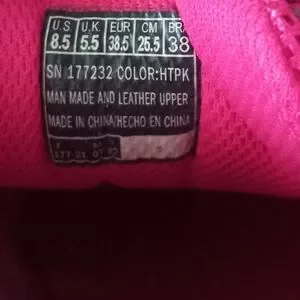 U.S. U.K. EUR CM BR
8.5 5.5 38.5 25.5 38
SN 177232 COLOR:HTPK
MAN MADE AND LEATHER UPPER
MADE IN CHINA/HECHO EN CHINA